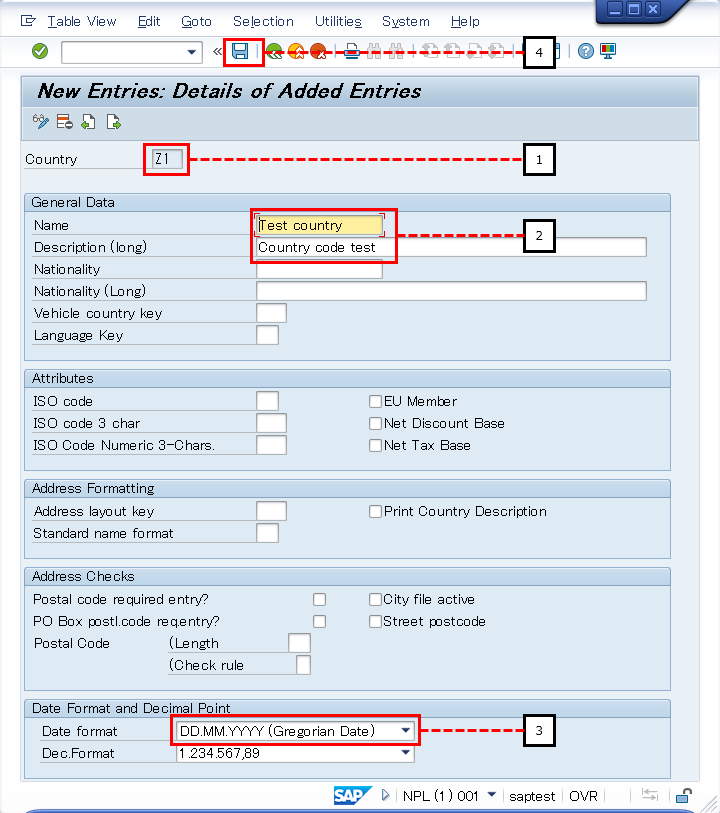 Table View Edit Goto Selection Utilities System Help
« 4
New Entries: Details of Added Entries
Country Z1 1
General Data
Name Test country
2
Description (long) Country code test
Nationality
Nationality (Long)
Vehicle country key
Language Key
Attributes
ISO code EU Member
ISO code 3 char Net Discount Base
ISO Code Numeric 3-Chars. Net Tax Base
Address Formatting
Address layout key Print Country Description
Standard name format
Address Checks
Postal code required entry? City file active
PO Box postl.code req.entry? Street postcode
Postal Code (Length
(Check rule
Date Format and Decimal Point
Date format DD.MM.YYYY (Gregorian Date) 3
Dec.Format 1.234.567,89
SAP NPL (1) 001 saptest OVR